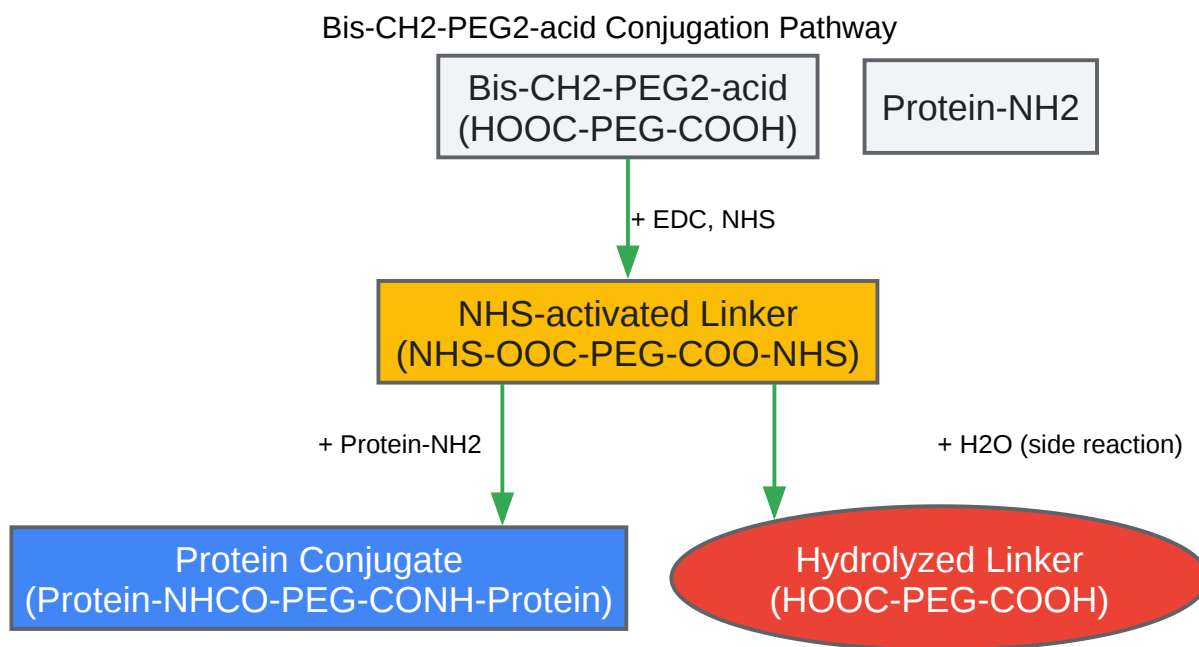 Bis-CH2-PEG2-acid Conjugation Pathway
Bis-CH2-PEG2-acid
(HOOC-PEG-COOH)
Protein-NH2
+ EDC, NHS
NHS-activated Linker
(NHS-OOC-PEG-COO-NHS)
+ Protein-NH2
+ H2O (side reaction)
Protein Conjugate
(Protein-NHCO-PEG-CONH-Protein)
Hydrolyzed Linker
(HOOC-PEG-COOH)